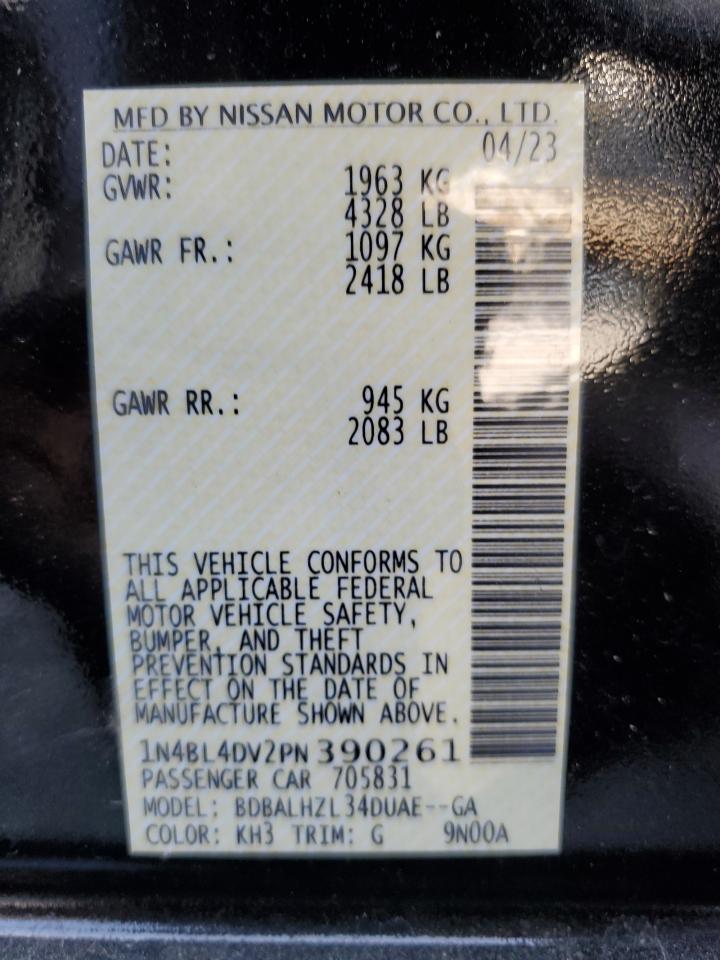 MFD BY NISSAN MOTOR CO., LTD.
DATE: 04/23
GVWR: 1963 KG
4328 LB
GAWR FR.: 1097 KG
2418 LB
GAWR RR.: 945 KG
2083 LB
THIS VEHICLE CONFORMS TO
ALL APPLICABLE FEDERAL
MOTOR VEHICLE SAFETY,
BUMPER, AND THEFT
PREVENTION STANDARDS IN
EFFECT ON THE DATE OF
MANUFACTURE SHOWN ABOVE.
1N4BL4DV2PN390261
PASSENGER CAR 705831
MODEL: BDBALHZL34DUAE--GA
COLOR: KH3 TRIM: G 9N00A